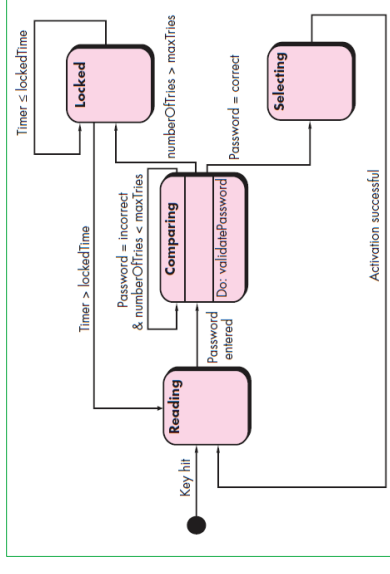 Key hit
Reading
Password
entered
Timer > lockedTime
Password = incorrect
& numberOfTries < maxTries
Comparing
Do: validatePassword
Timer ≤ lockedTime
Locked
numberOfTries > maxTries
Password = correct
Selecting
Activation successful